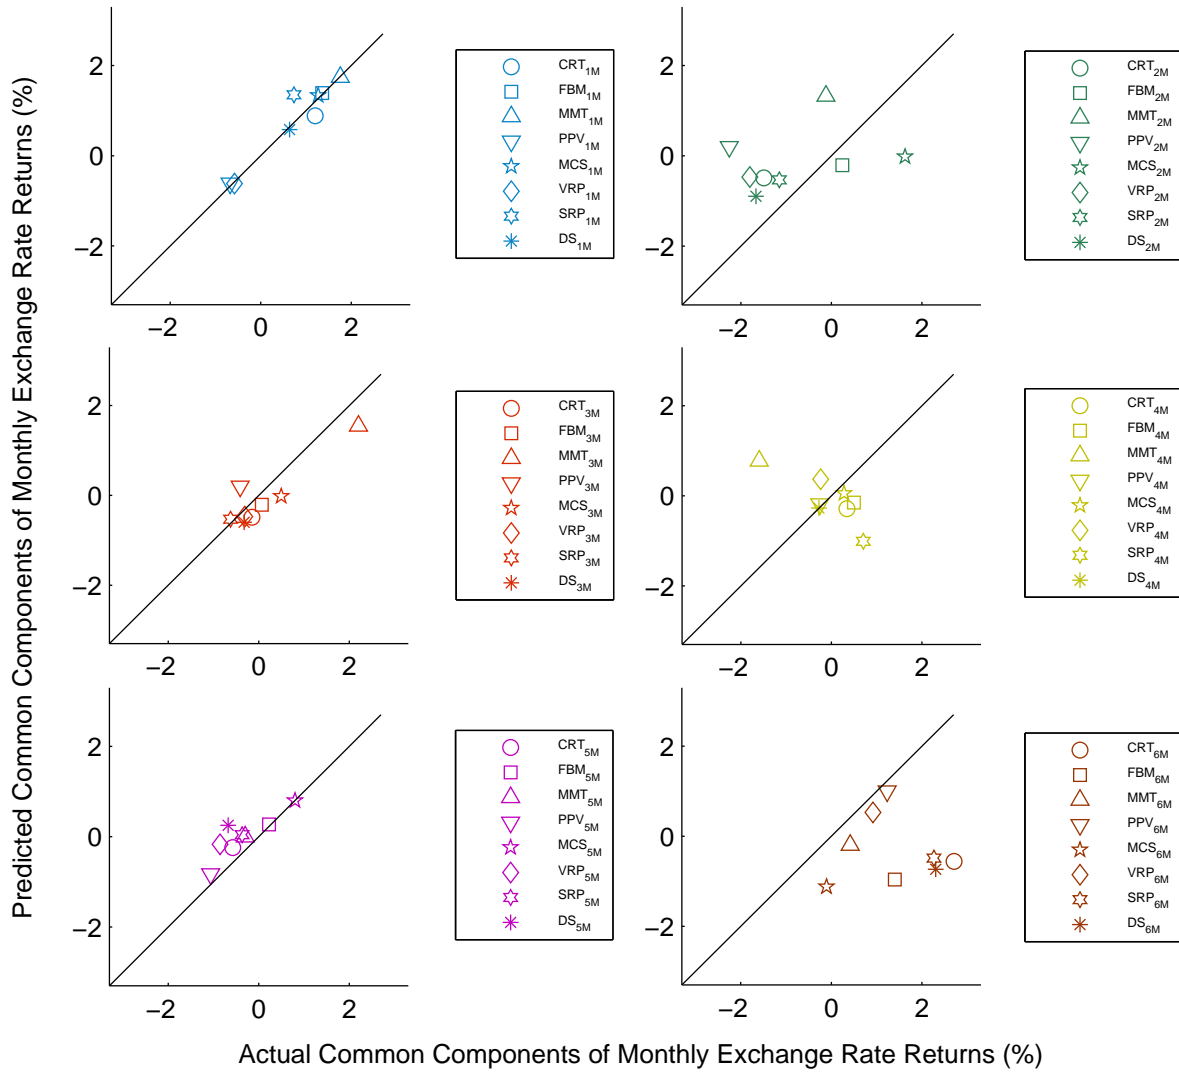 Predicted Common Components of Monthly Exchange Rate Returns (%)
2
0
−2
−2
0
2
CRT1M
FBM1M
MMT1M
PPV1M
MCS1M
VRP1M
SRP1M
DS1M
2
0
−2
−2
0
2
CRT2M
FBM2M
MMT2M
PPV2M
MCS2M
VRP2M
SRP2M
DS2M
2
0
−2
−2
0
2
CRT3M
FBM3M
MMT3M
PPV3M
MCS3M
VRP3M
SRP3M
DS3M
2
0
−2
−2
0
2
CRT4M
FBM4M
MMT4M
PPV4M
MCS4M
VRP4M
SRP4M
DS4M
2
0
−2
−2
0
2
CRT5M
FBM5M
MMT5M
PPV5M
MCS5M
VRP5M
SRP5M
DS5M
2
0
−2
−2
0
2
CRT6M
FBM6M
MMT6M
PPV6M
MCS6M
VRP6M
SRP6M
DS6M
Actual Common Components of Monthly Exchange Rate Returns (%)